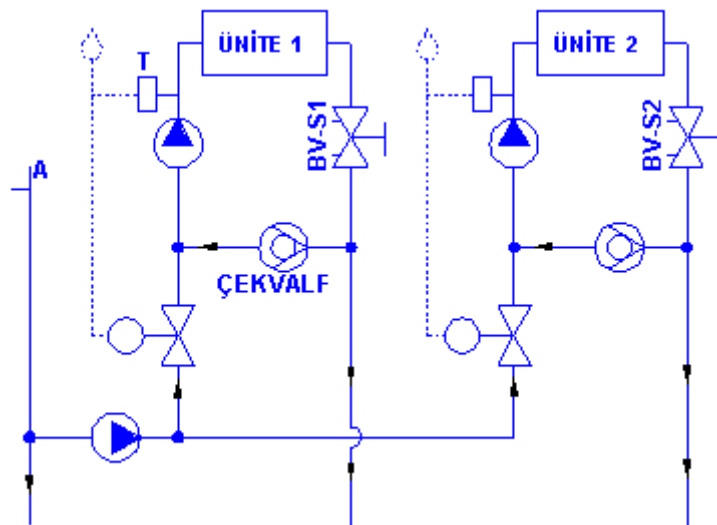 ÜNİTE 1
ÜNİTE 2
T
BV-S1
BV-S2
A
ÇEKVALF